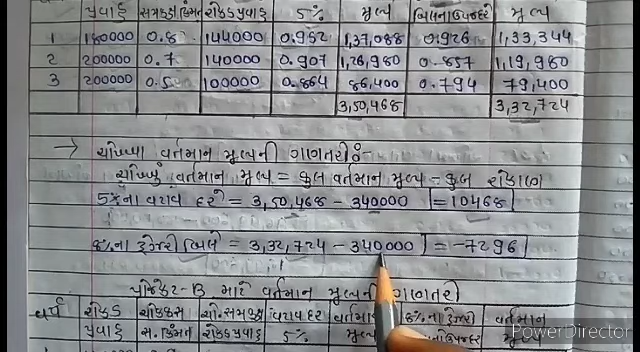 પ્રવાહ સમકક્ષ કિંમત રોકડપ્રવાહ 5% મૂલ્ય મૂલ્ય
1 180000 0.8 144000 0.952 1,37,088 0.926 1,33,344
2 200000 0.7 140000 0.907 1,26,980 0.857 1,19,980
3 200000 0.5 100000 0.864 86,400 0.794 79,400
3,50,468 3,32,724
→ ચોખ્ખા વર્તમાન મૂલ્યની ગણતરી:-
ચોખ્ખું વર્તમાન મૂલ્ય = કુલ વર્તમાન મૂલ્ય - કુલ રોકાણ
5%ના વટાવ દરે = 3,50,468 - 340000 = 10468
8%ના = 3,32,724 - 340000 = -7296
પ્રોજેક્ટ-B માટે વર્તમાન મૂલ્યની ગણતરી
વર્ષ રોકડ ચોક્કસ ચો.સમકક્ષ વટાવ દર વર્તમાન 8%ના વર્તમાન
પ્રવાહ સ. કિંમત રોકડપ્રવાહ 5% મૂલ્ય મૂલ્ય
PowerDirector